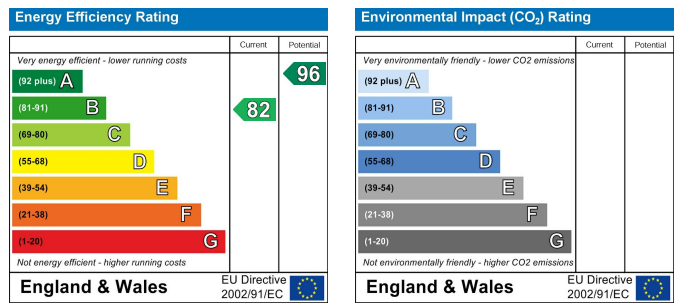 Energy Efficiency Rating
Current Potential
Very energy efficient - lower running costs
(92 plus) A
96
(81-91) B
82
(69-80) C
(55-68) D
(39-54) E
(21-38) F
(1-20) G
Not energy efficient - higher running costs
England & Wales
EU Directive
2002/91/EC
Environmental Impact (CO₂) Rating
Current Potential
Very environmentally friendly - lower CO2 emissions
(92 plus) A
(81-91) B
(69-80) C
(55-68) D
(39-54) E
(21-38) F
(1-20) G
Not environmentally friendly - higher CO2 emissions
England & Wales
EU Directive
2002/91/EC